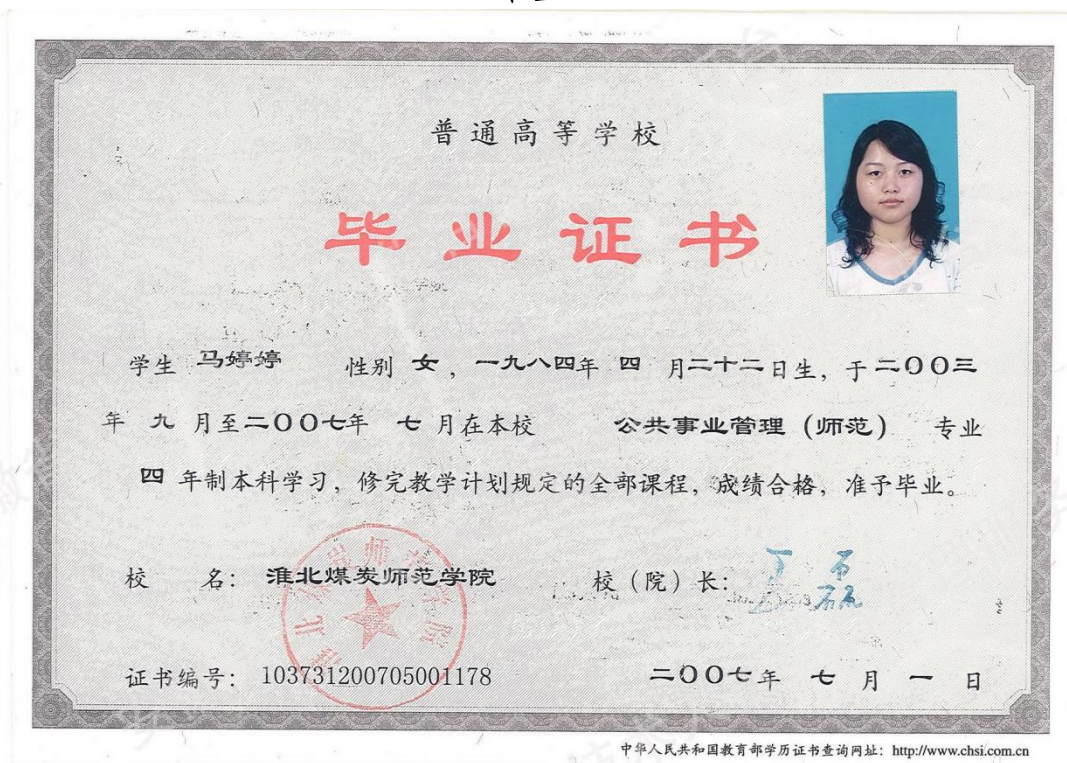 普通高等学校
毕业证书
学生 马婷婷 性别 女，一九八四年 四 月二十二日生，于二〇〇三
年 九 月至二〇〇七年 七 月在本校 公共事业管理（师范） 专业
四 年制本科学习，修完教学计划规定的全部课程，成绩合格，准予毕业。
校 名： 淮北煤炭师范学院 校（院）长：
证书编号： 103731200705001178 二〇〇七年 七 月 一 日
中华人民共和国教育部学历证书查询网址：http://www.chsi.com.cn